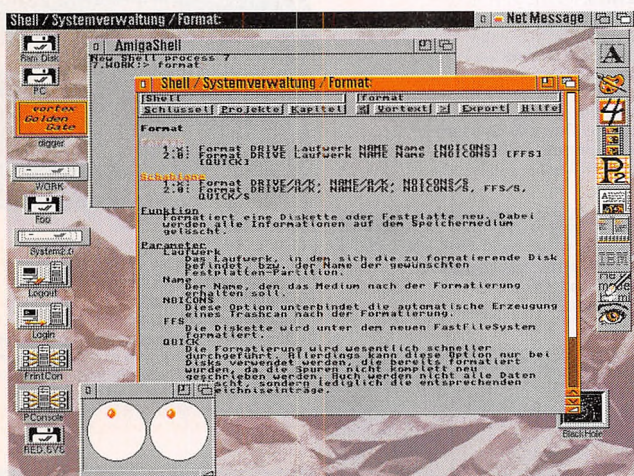 Shell / Systemverwaltung / Format:
Net Message
Ram Disk
PC
vortex
Golden
Gate
digger
WORK
Foo
System2.0
Logout
Login
PrintCon
PConsole
RED.SYS
AmigaShell
New Shell process 7
7.WORK:> format
Shell / Systemverwaltung / Format:
Shell
format
Schlüssel Projekte Kapitel < Vortext > Export Hilfe
Format
1.x: Format DRIVE Laufwerk NAME Name [NOICONS]
2.0: Format DRIVE Laufwerk NAME Name [NOICONS] [FFS]
[QUICK]
Schablone
1.x: Format DRIVE/A/K, NAME/A/K, NOICONS/S
2.0: Format DRIVE/A/K, NAME/A/K, NOICONS/S, FFS/S,
QUICK/S
Funktion
Formatiert eine Diskette oder Festplatte neu. Dabei
werden alle Informationen auf dem Speichermedium
gelöscht.
Parameter
Laufwerk
Das Laufwerk, in dem sich die zu formatierende Disk
befindet, bzw. der Name der gewünschten
Festplatten-Partition.
Name
Der Name, den das Medium nach der Formatierung
erhalten soll.
NOICONS
Diese Option unterbindet die automatische Erzeugung
eines Trashcan nach der Formatierung.
FFS
Die Diskette wird unter dem neuen FastFileSystem
formatiert.
QUICK
Die Formatierung wird wesentlich schneller
durchgeführt. Allerdings kann diese Option nur bei
Disks verwendet werden, die bereits formatiert
wurden, da die Spuren nicht komplett neu
geschrieben werden. Auch werden nicht alle Daten
scht, sondern lediglich die entsprechenden
eichniseinträge.
A
4
P2
IBM
BlackHole